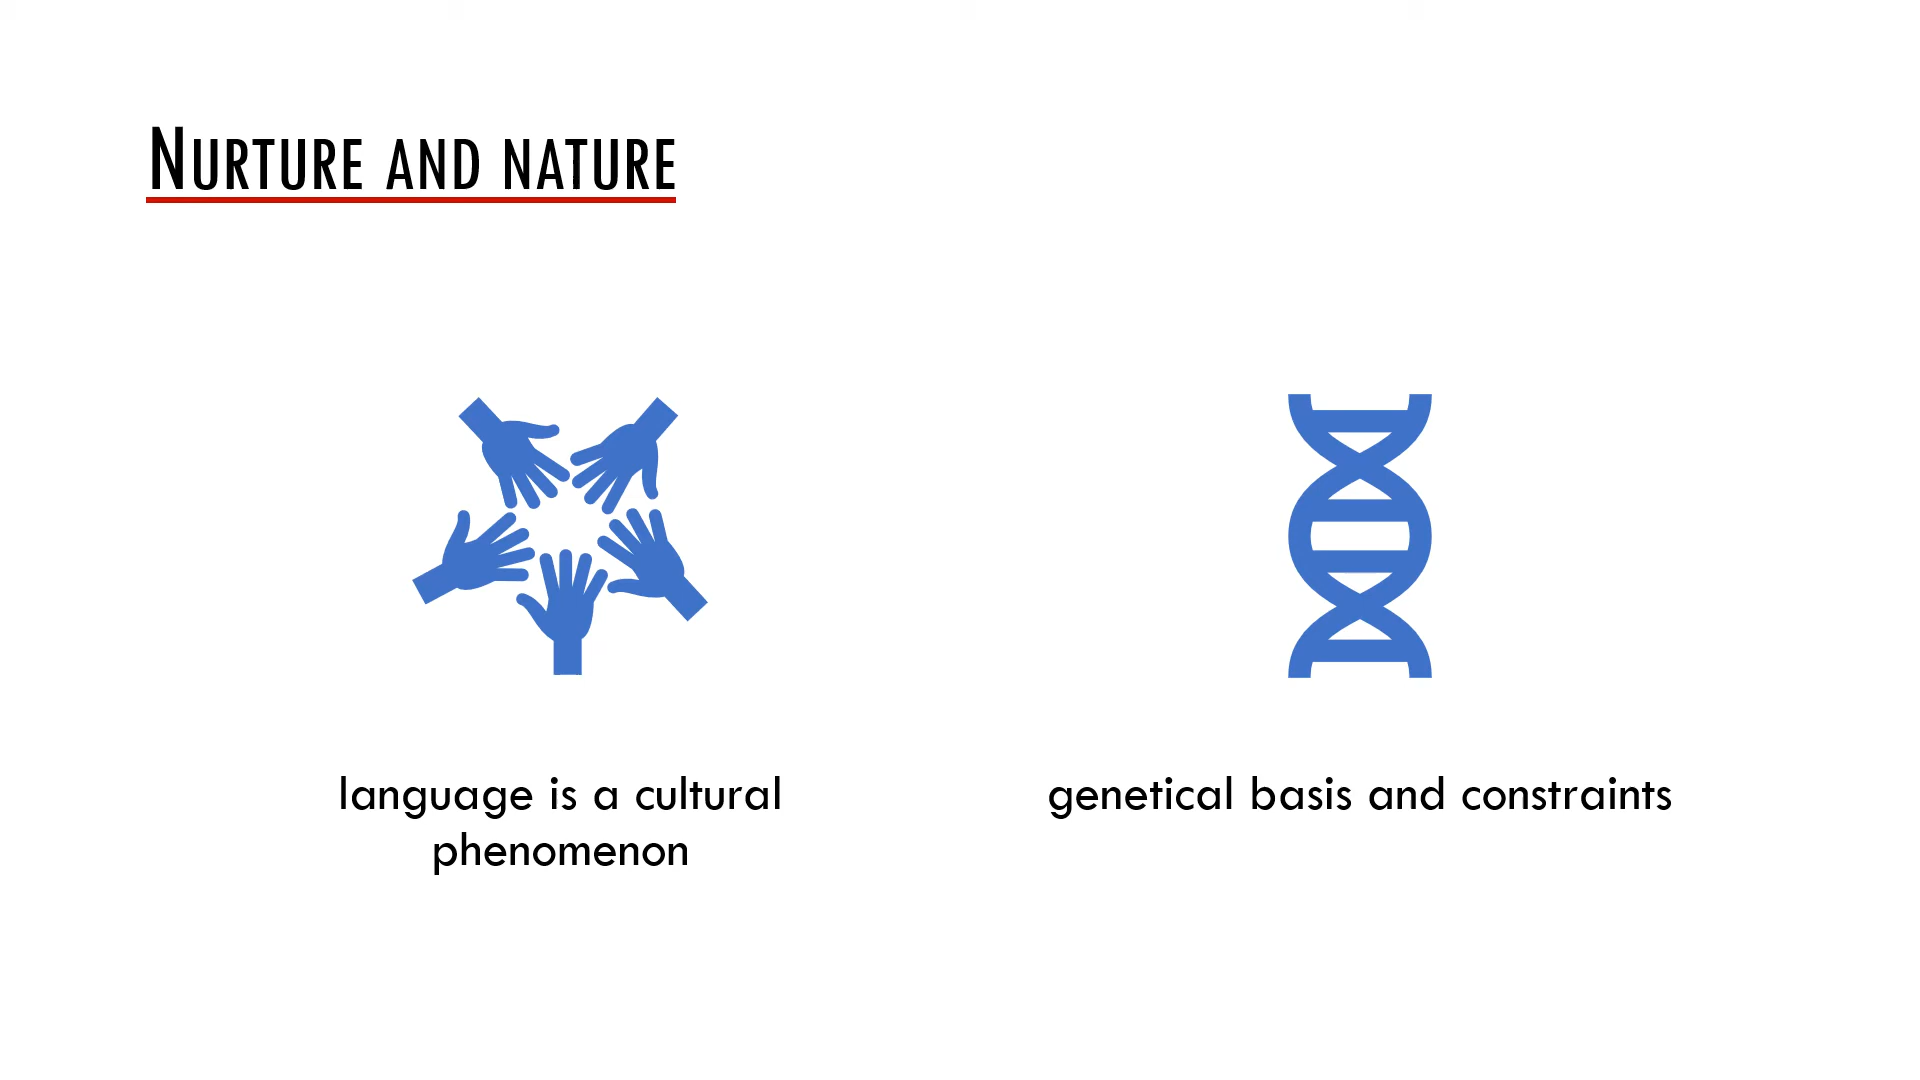 Nurture and nature
language is a cultural
phenomenon
genetical basis and constraints